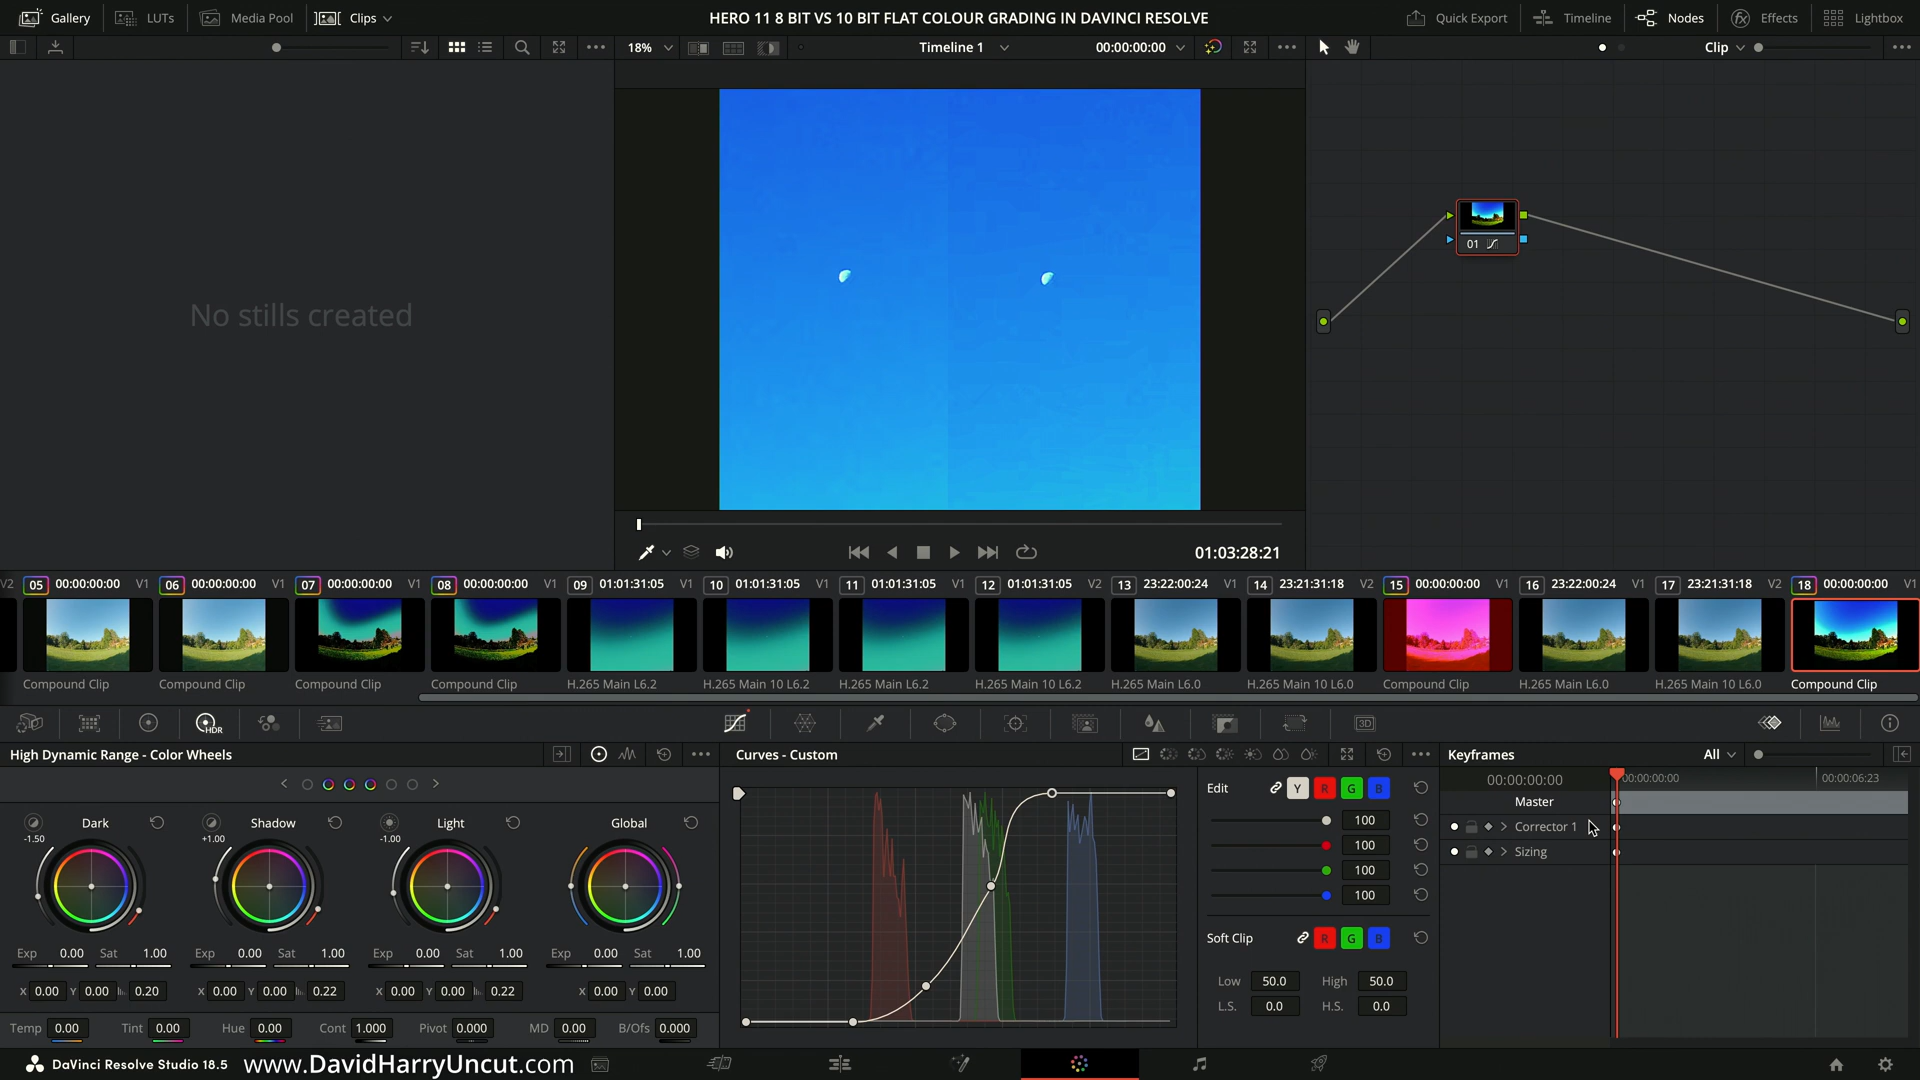 Gallery LUTs Media Pool Clips HERO 11 8 BIT VS 10 BIT FLAT COLOUR GRADING IN DAVINCI RESOLVE Quick Export Timeline Nodes Effects Lightbox
18% Timeline 1 00:00:00:00 Clip
No stills created
01
01:03:28:21
V2 05 00:00:00:00 V1 06 00:00:00:00 V1 07 00:00:00:00 V1 08 00:00:00:00 V1 09 01:01:31:05 V1 10 01:01:31:05 V2 11 01:01:31:05 V1 12 01:01:31:05 V2 13 23:22:00:24 V1 14 23:21:31:18 V2 15 00:00:00:00 V1 16 23:22:00:24 V1 17 23:21:31:18 V2 18 00:00:00:00 V1
Compound Clip Compound Clip Compound Clip Compound Clip H.265 Main L6.2 H.265 Main 10 L6.2 H.265 Main L6.2 H.265 Main 10 L6.2 H.265 Main L6.0 H.265 Main 10 L6.0 Compound Clip H.265 Main L6.0 H.265 Main 10 L6.0 Compound Clip
HDR 3D
High Dynamic Range - Color Wheels Curves - Custom Keyframes All
00:00:00:00 00:00:00:00 00:00:06:23
Edit Y R G B
Master
Dark Shadow Light Global
-1.50 +1.00 -1.00
100
Corrector 1
100
Sizing
100
100
Soft Clip R G B
Exp 0.00 Sat 1.00 Exp 0.00 Sat 1.00 Exp 0.00 Sat 1.00 Exp 0.00 Sat 1.00
Low 50.0 High 50.0
X 0.00 Y 0.00 0.20 X 0.00 Y 0.00 0.22 X 0.00 Y 0.00 0.22 X 0.00 Y 0.00
L.S. 0.0 H.S. 0.0
Temp 0.00 Tint 0.00 Hue 0.00 Cont 1.000 Pivot 0.000 MD 0.00 B/Ofs 0.000
DaVinci Resolve Studio 18.5 www.DavidHarryUncut.com